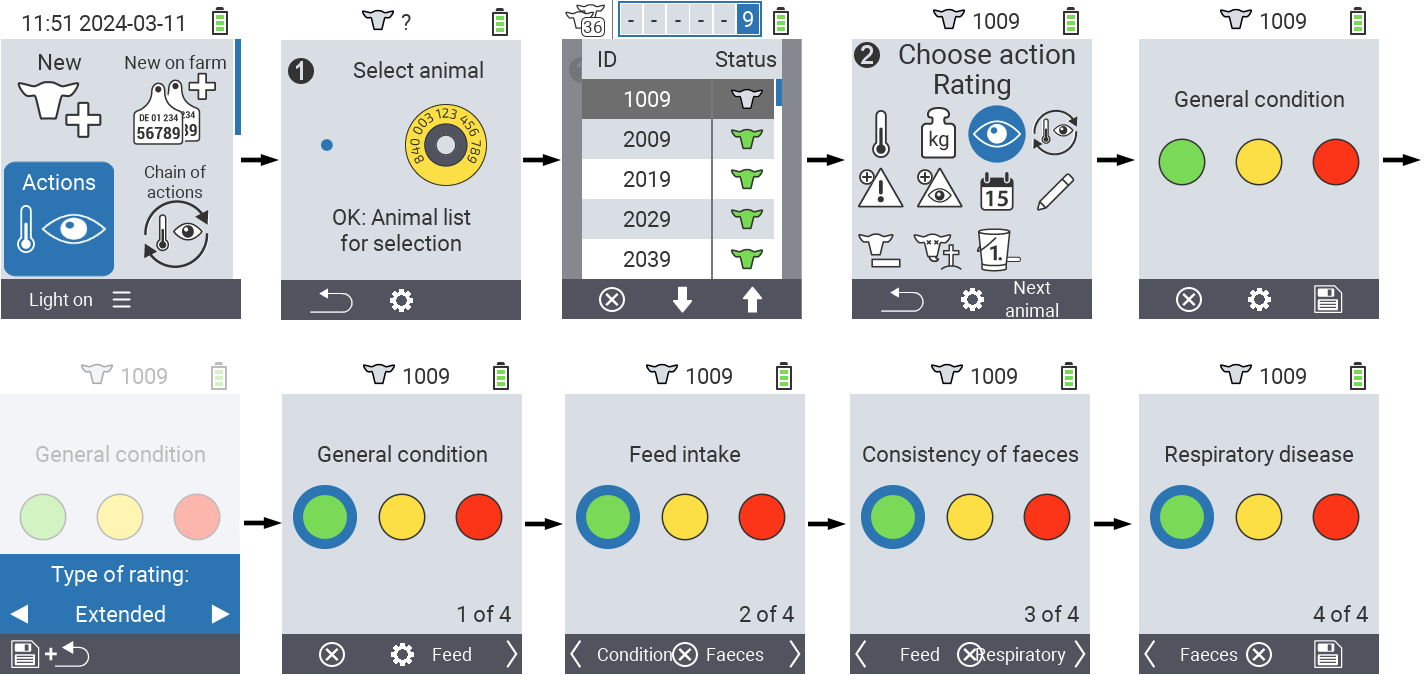 11:51 2024-03-11
New
New on farm
DE 01 234
234
56789
89
Actions
Chain of
actions
Light on
?
1
Select animal
840 003 123 456 789
OK: Animal list
for selection
36
- - - - - 9
ID Status
1009
2009
2019
2029
2039
1009
2 Choose action
Rating
kg
15
1.
Next
animal
1009
General condition
1009
General condition
Type of rating:
Extended
+
1009
General condition
1 of 4
Feed
1009
Feed intake
2 of 4
Condition Faeces
1009
Consistency of faeces
3 of 4
Feed Respiratory
1009
Respiratory disease
4 of 4
Faeces